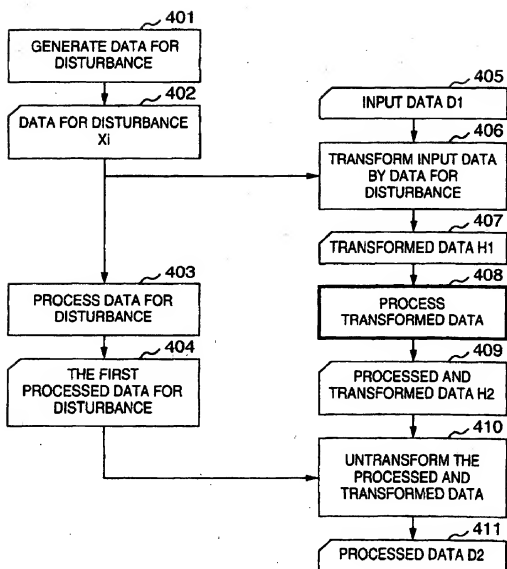 401
GENERATE DATA FOR
DISTURBANCE
402
DATA FOR DISTURBANCE
Xi
403
PROCESS DATA FOR
DISTURBANCE
404
THE FIRST
PROCESSED DATA FOR
DISTURBANCE
405
INPUT DATA D1
406
TRANSFORM INPUT DATA
BY DATA FOR
DISTURBANCE
407
TRANSFORMED DATA H1
408
PROCESS
TRANSFORMED DATA
409
PROCESSED AND
TRANSFORMED DATA H2
410
UNTRANSFORM THE
PROCESSED AND
TRANSFORMED DATA
411
PROCESSED DATA D2